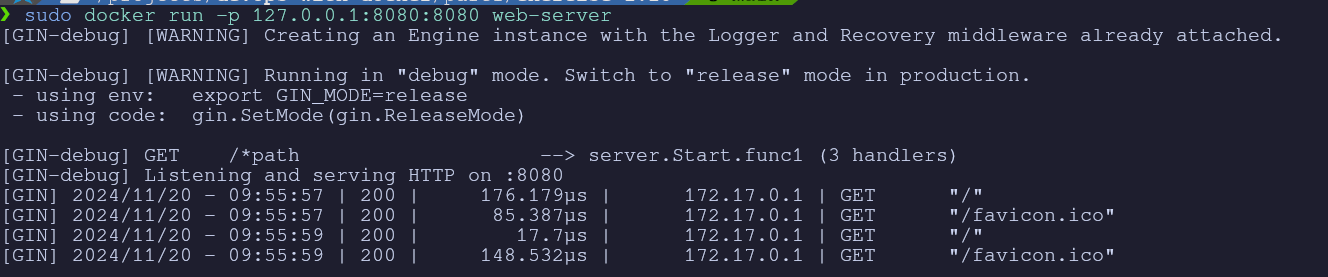 ❯ sudo docker run -p 127.0.0.1:8080:8080 web-server
[GIN-debug] [WARNING] Creating an Engine instance with the Logger and Recovery middleware already attached.
[GIN-debug] [WARNING] Running in "debug" mode. Switch to "release" mode in production.
- using env: export GIN_MODE=release
- using code: gin.SetMode(gin.ReleaseMode)
[GIN-debug] GET /*path --> server.Start.func1 (3 handlers)
[GIN-debug] Listening and serving HTTP on :8080
[GIN] 2024/11/20 - 09:55:57 | 200 | 176.179µs | 172.17.0.1 | GET "/"
[GIN] 2024/11/20 - 09:55:57 | 200 | 85.387µs | 172.17.0.1 | GET "/favicon.ico"
[GIN] 2024/11/20 - 09:55:59 | 200 | 17.7µs | 172.17.0.1 | GET "/"
[GIN] 2024/11/20 - 09:55:59 | 200 | 148.532µs | 172.17.0.1 | GET "/favicon.ico"